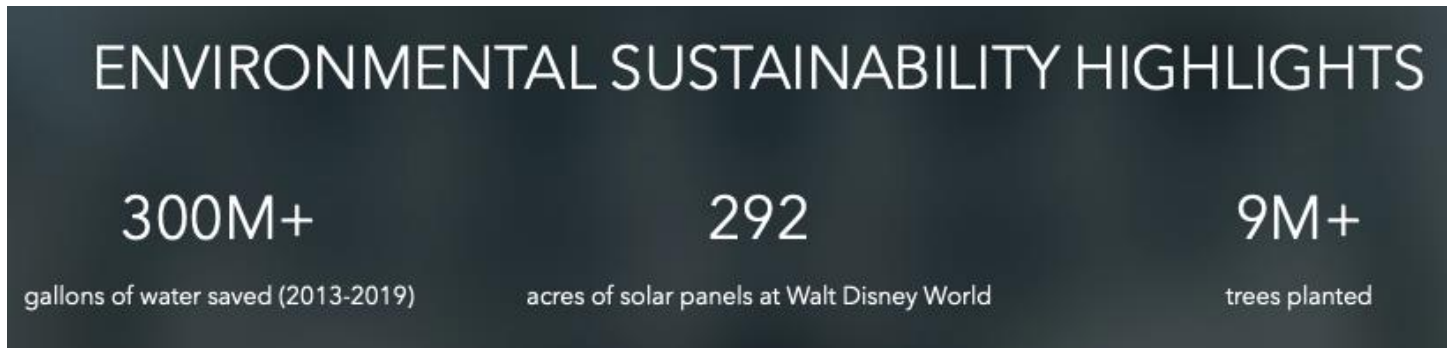 ENVIRONMENTAL SUSTAINABILITY HIGHLIGHTS
300M+
gallons of water saved (2013-2019)
292
acres of solar panels at Walt Disney World
9M+
trees planted